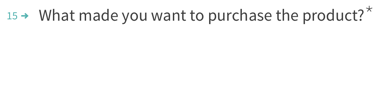 15 → What made you want to purchase the product?*